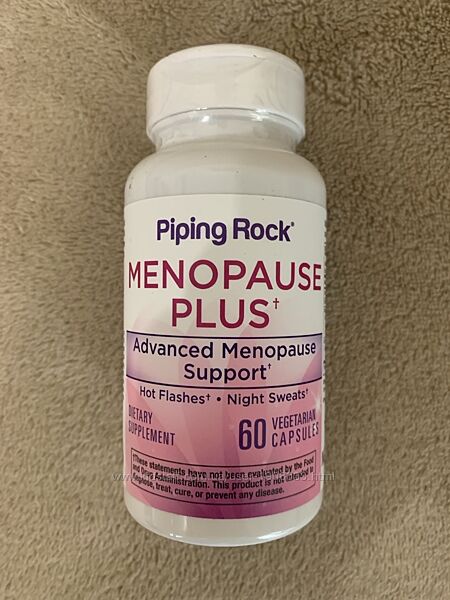 Piping Rock®
MENOPAUSE
PLUS†
Advanced Menopause
Support†
Hot Flashes† • Night Sweats†
DIETARY
SUPPLEMENT
60 VEGETARIAN
CAPSULES
†These statements have not been evaluated by the Food
and Drug Administration. This product is not intended to
diagnose, treat, cure, or prevent any disease.